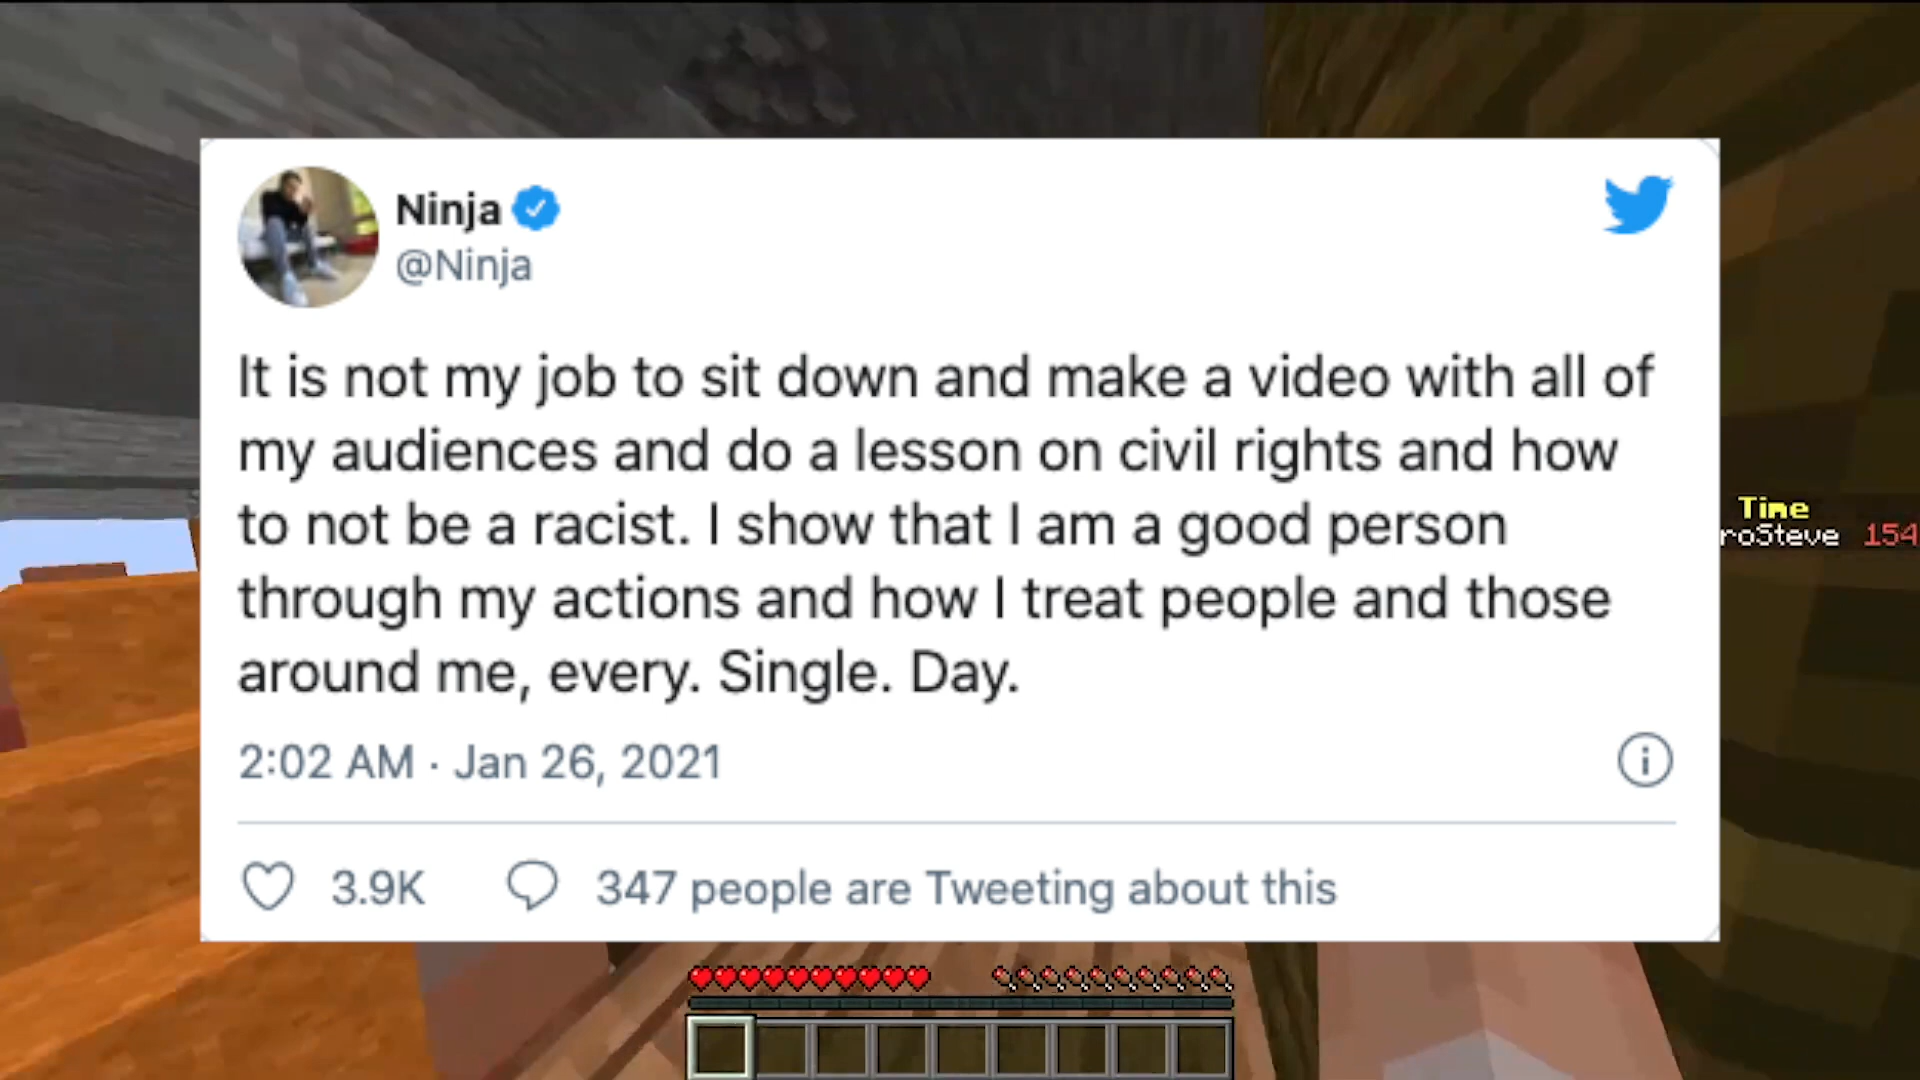 Ninja
@Ninja
It is not my job to sit down and make a video with all of
my audiences and do a lesson on civil rights and how
to not be a racist. I show that I am a good person
through my actions and how I treat people and those
around me, every. Single. Day.
2:02 AM · Jan 26, 2021
3.9K 347 people are Tweeting about this
Time
roSteve 154